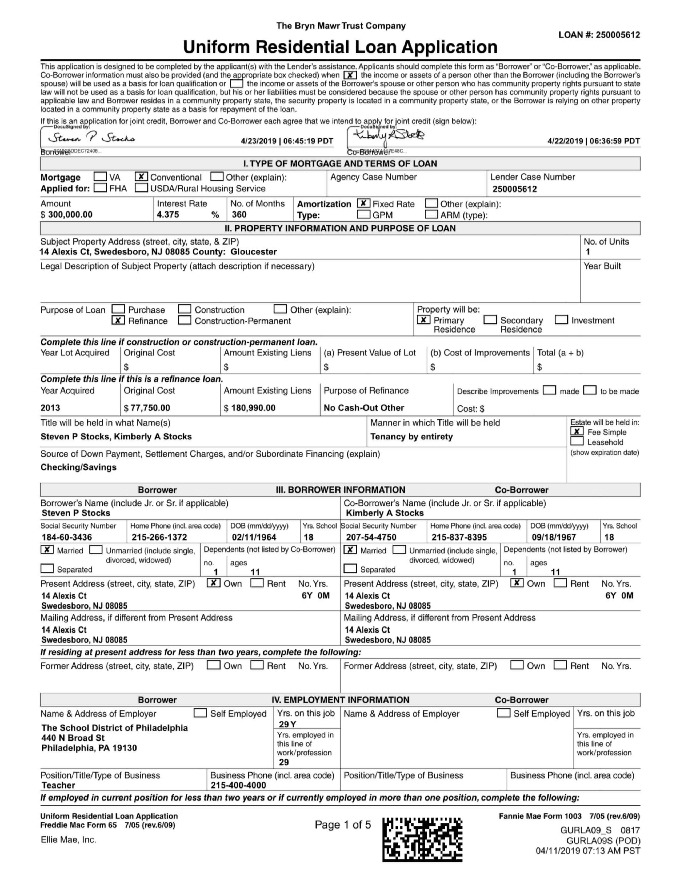 The Bryn Mawr Trust Company
LOAN #: 250005612
Uniform Residential Loan Application
This application is designed to be completed by the applicant(s) with the Lender's assistance. Applicants should complete this form as "Borrower" or "Co-Borrower," as applicable.
Co-Borrower information must also be provided (and the appropriate box checked) when [X] the income or assets of a person other than the Borrower (including the Borrower's
spouse) will be used as a basis for loan qualification or [ ] the income or assets of the Borrower's spouse or other person who has community property rights pursuant to state
law will not be used as a basis for loan qualification, but his or her liabilities must be considered because the spouse or other person has community property rights pursuant to
applicable law and Borrower resides in a community property state, the security property is located in a community property state, or the Borrower is relying on other property
located in a community property state as a basis for repayment of the loan.
If this is an application for joint credit, Borrower and Co-Borrower each agree that we intend to apply for joint credit (sign below):
DocuSigned by: DocuSigned by:
Steven P Stocks 4/23/2019 | 06:45:19 PDT Kimberly A Stocks 4/22/2019 | 06:36:59 PDT
Borrower Co-Borrower
I. TYPE OF MORTGAGE AND TERMS OF LOAN
Mortgage [ ] VA [X] Conventional [ ] Other (explain): Agency Case Number Lender Case Number
Applied for: [ ] FHA [ ] USDA/Rural Housing Service 250005612
Amount Interest Rate No. of Months Amortization [X] Fixed Rate [ ] Other (explain):
$ 300,000.00 4.375 % 360 Type: [ ] GPM [ ] ARM (type):
II. PROPERTY INFORMATION AND PURPOSE OF LOAN
Subject Property Address (street, city, state, & ZIP) No. of Units
14 Alexis Ct, Swedesboro, NJ 08085 County: Gloucester 1
Legal Description of Subject Property (attach description if necessary) Year Built
Purpose of Loan [ ] Purchase [ ] Construction [ ] Other (explain): Property will be:
[X] Refinance [ ] Construction-Permanent [X] Primary Residence [ ] Secondary Residence [ ] Investment
Complete this line if construction or construction-permanent loan.
Year Lot Acquired Original Cost Amount Existing Liens (a) Present Value of Lot (b) Cost of Improvements Total (a + b)
$ $ $ $ $
Complete this line if this is a refinance loan.
Year Acquired Original Cost Amount Existing Liens Purpose of Refinance Describe Improvements [ ] made [ ] to be made
2013 $ 77,750.00 $ 180,990.00 No Cash-Out Other Cost: $
Title will be held in what Name(s) Manner in which Title will be held Estate will be held in:
Steven P Stocks, Kimberly A Stocks Tenancy by entirety [X] Fee Simple
[ ] Leasehold
Source of Down Payment, Settlement Charges, and/or Subordinate Financing (explain) (show expiration date)
Checking/Savings
Borrower III. BORROWER INFORMATION Co-Borrower
Borrower's Name (include Jr. or Sr. if applicable) Co-Borrower's Name (include Jr. or Sr. if applicable)
Steven P Stocks Kimberly A Stocks
Social Security Number Home Phone (incl. area code) DOB (mm/dd/yyyy) Yrs. School Social Security Number Home Phone (incl. area code) DOB (mm/dd/yyyy) Yrs. School
184-60-3436 215-266-1372 02/11/1964 18 207-54-4750 215-837-8395 09/18/1967 18
[X] Married [ ] Unmarried (include single, divorced, widowed) Dependents (not listed by Co-Borrower) [X] Married [ ] Unmarried (include single, divorced, widowed) Dependents (not listed by Borrower)
[ ] Separated no. 1 ages 11 [ ] Separated no. 1 ages 11
Present Address (street, city, state, ZIP) [X] Own [ ] Rent No. Yrs. Present Address (street, city, state, ZIP) [X] Own [ ] Rent No. Yrs.
14 Alexis Ct 6Y 0M 14 Alexis Ct 6Y 0M
Swedesboro, NJ 08085 Swedesboro, NJ 08085
Mailing Address, if different from Present Address Mailing Address, if different from Present Address
14 Alexis Ct 14 Alexis Ct
Swedesboro, NJ 08085 Swedesboro, NJ 08085
If residing at present address for less than two years, complete the following:
Former Address (street, city, state, ZIP) [ ] Own [ ] Rent No. Yrs. Former Address (street, city, state, ZIP) [ ] Own [ ] Rent No. Yrs.
Borrower IV. EMPLOYMENT INFORMATION Co-Borrower
Name & Address of Employer [ ] Self Employed Yrs. on this job Name & Address of Employer [ ] Self Employed Yrs. on this job
The School District of Philadelphia 29 Y
440 N Broad St Yrs. employed in this line of work/profession Yrs. employed in this line of work/profession
Philadelphia, PA 19130 29
Position/Title/Type of Business Business Phone (incl. area code) Position/Title/Type of Business Business Phone (incl. area code)
Teacher 215-400-4000
If employed in current position for less than two years or if currently employed in more than one position, complete the following:
Uniform Residential Loan Application Fannie Mae Form 1003 7/05 (rev.6/09)
Freddie Mac Form 65 7/05 (rev.6/09) Page 1 of 5
Ellie Mae, Inc. GURLA09_S 0817
GURLA09S (POD)
04/11/2019 07:13 AM PST